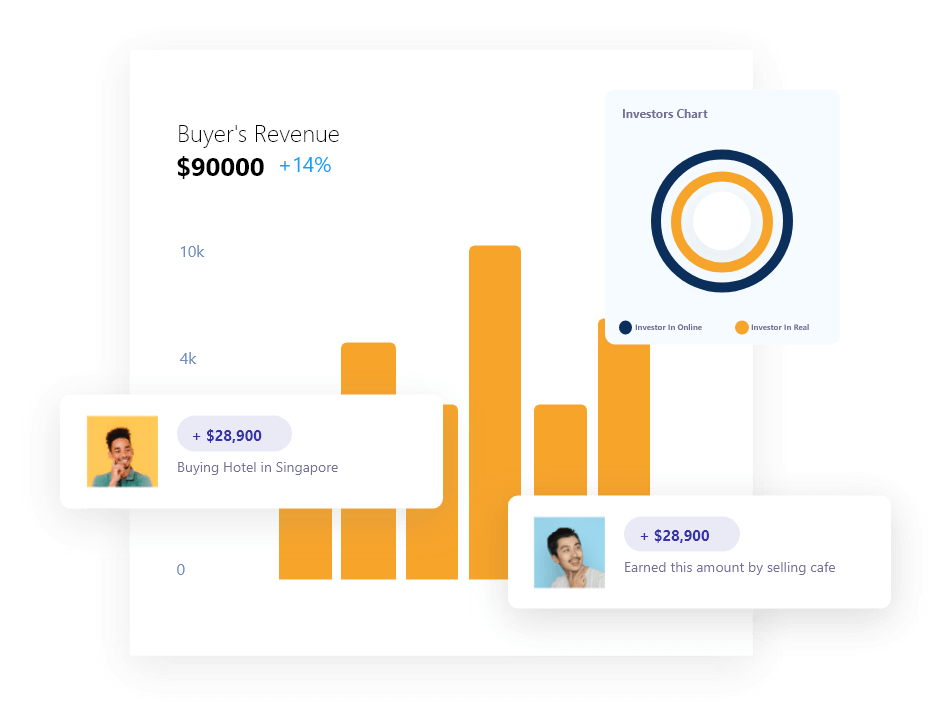 Buyer's Revenue
$90000 +14%
10k
4k
0
Investors Chart
Investor In Online
Investor In Real
+ $28,900
Buying Hotel in Singapore
+ $28,900
Earned this amount by selling cafe